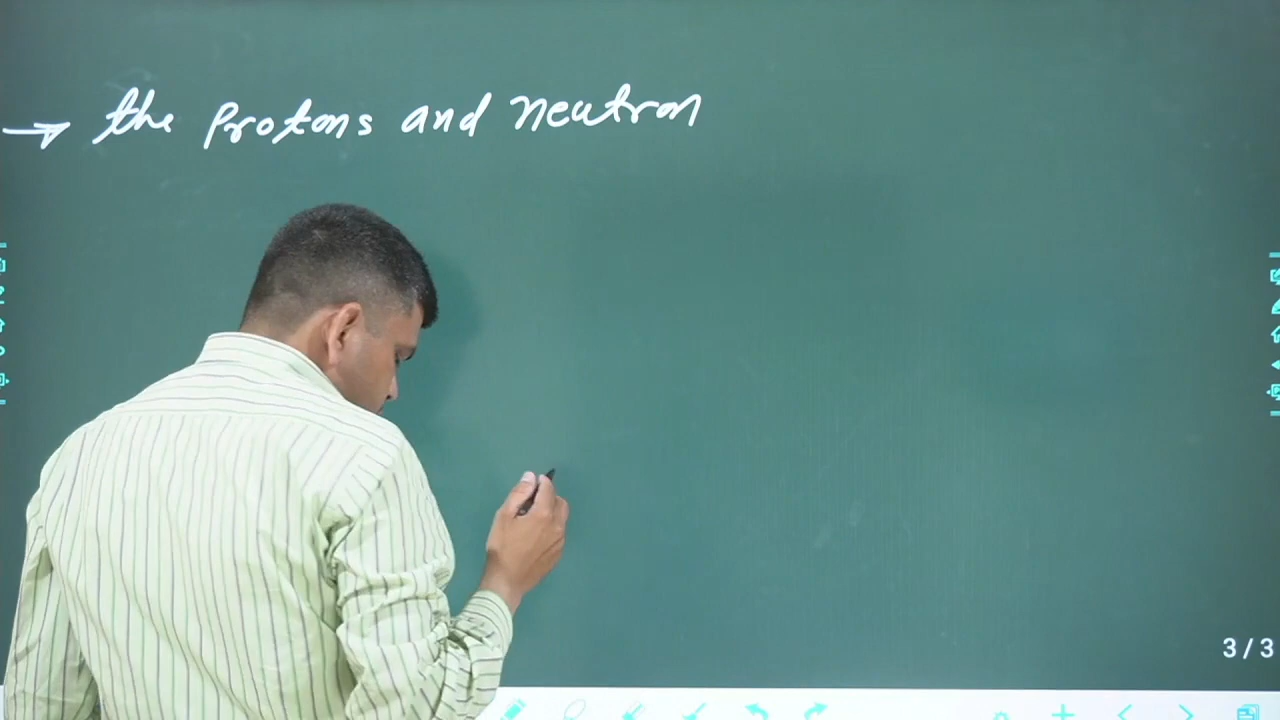 → the Protons and neutron
3/3